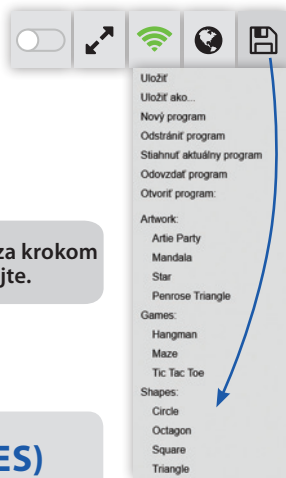 Uložiť
Uložiť ako...
Nový program
Odstrániť program
Stiahnuť aktuálny program
Odovzdať program
Otvoriť program:
Artwork:
Artie Party
Mandala
Star
Penrose Triangle
Games:
Hangman
Maze
Tic Tac Toe
Shapes:
Circle
Octagon
Square
Triangle
za krokom
jte.
ES)